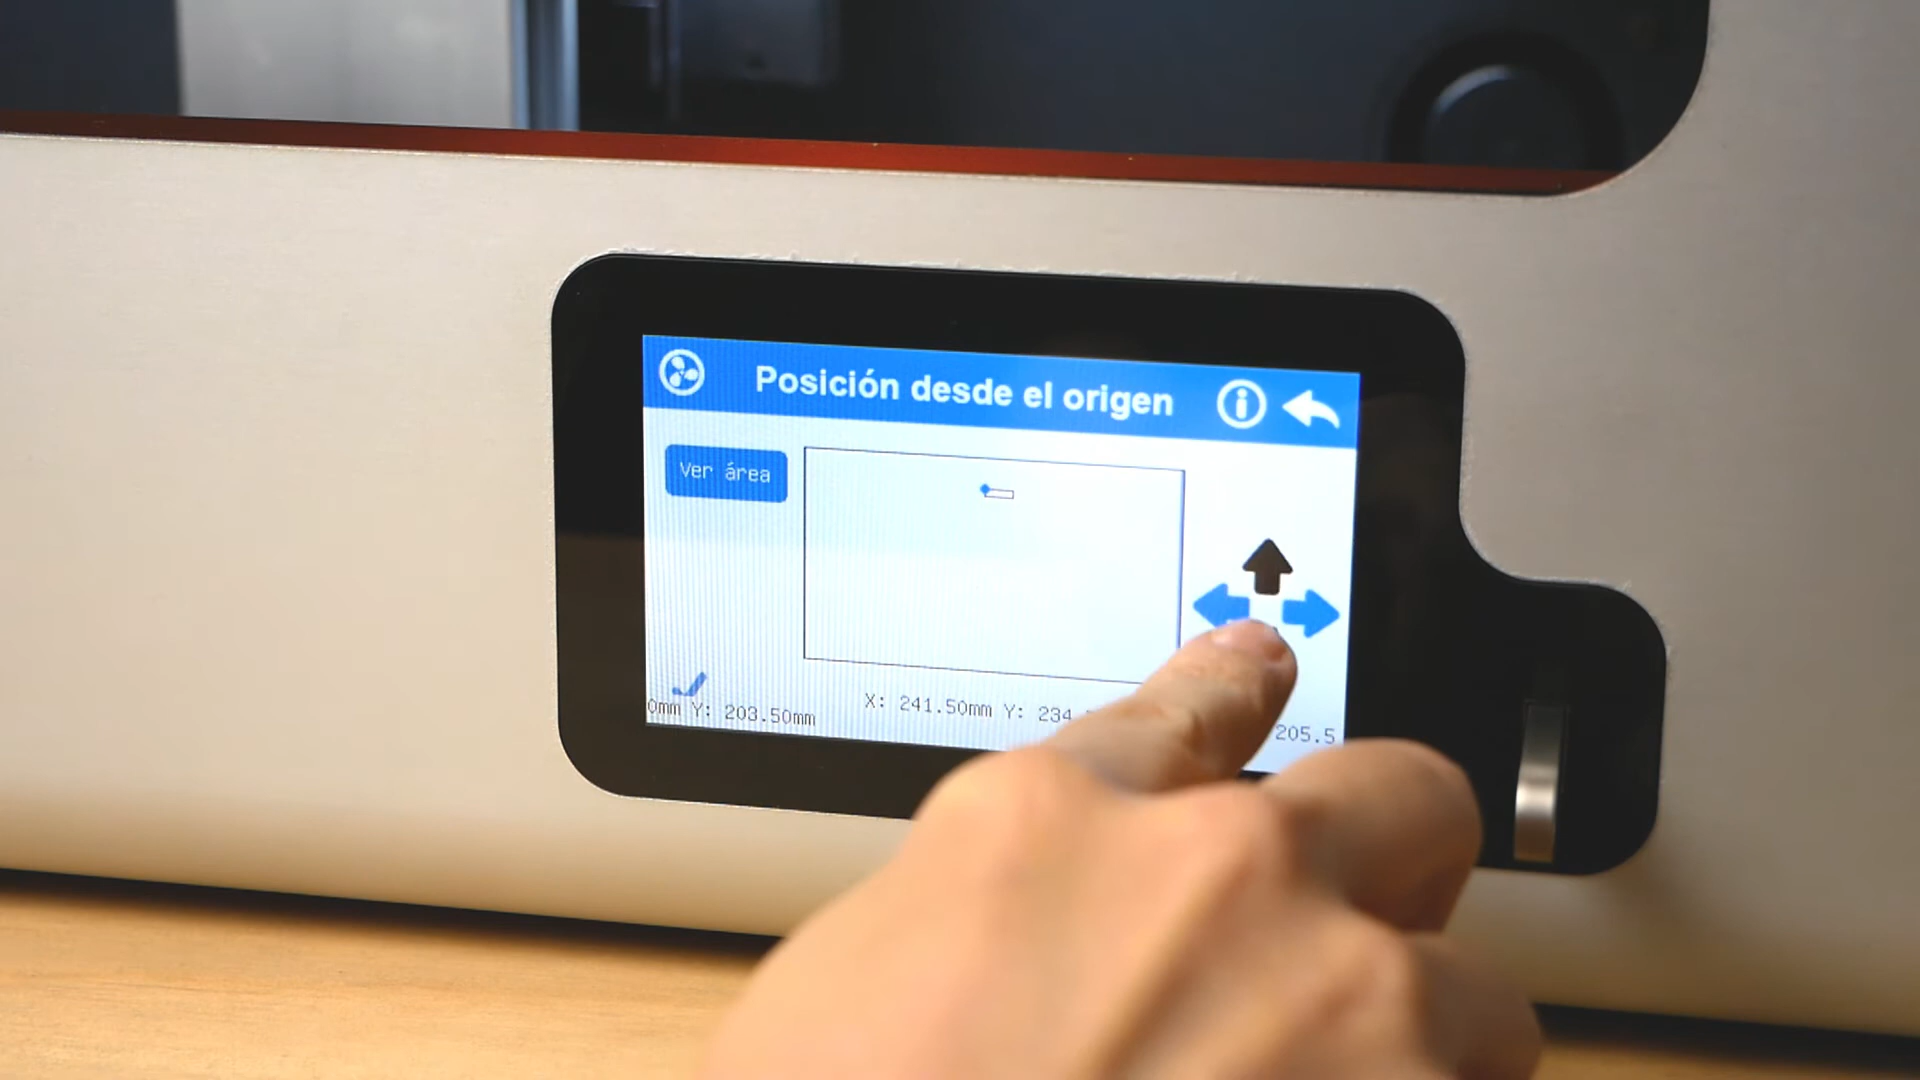 Posición desde el origen
Ver área
0mm Y: 203.50mm
X: 241.50mm Y: 234
205.5